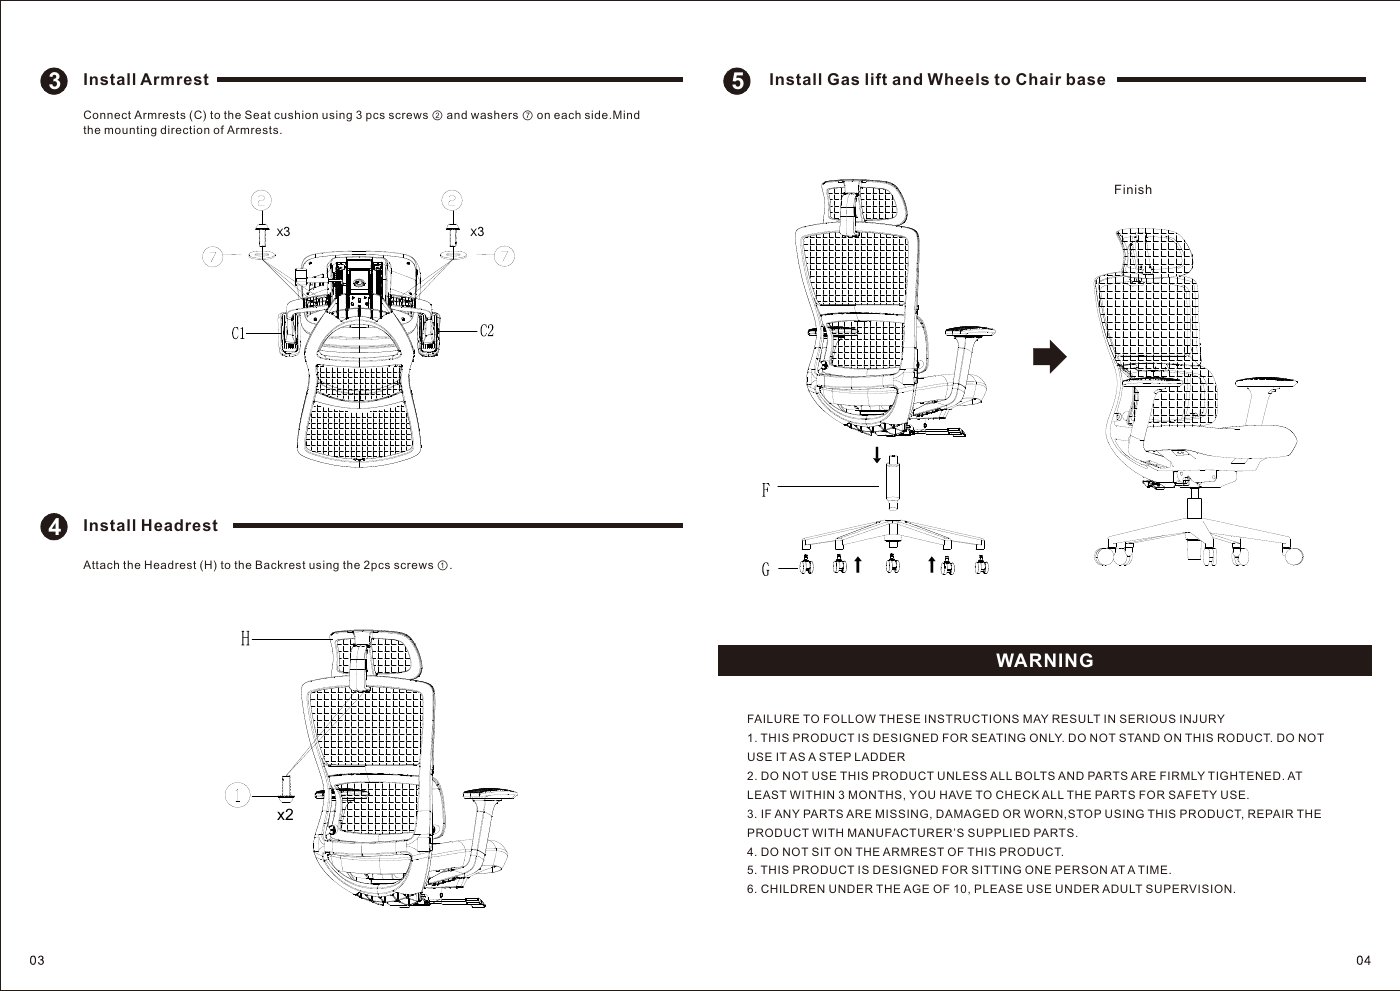 3 Install Armrest
Connect Armrests (C) to the Seat cushion using 3 pcs screws ② and washers ⑦ on each side.Mind
the mounting direction of Armrests.
2 2
x3 x3
7 7
C1 C2
4 Install Headrest
Attach the Headrest (H) to the Backrest using the 2pcs screws ①.
H
1
x2
03
5 Install Gas lift and Wheels to Chair base
Finish
F
G
WARNING
FAILURE TO FOLLOW THESE INSTRUCTIONS MAY RESULT IN SERIOUS INJURY
1. THIS PRODUCT IS DESIGNED FOR SEATING ONLY. DO NOT STAND ON THIS RODUCT. DO NOT
USE IT AS A STEP LADDER
2. DO NOT USE THIS PRODUCT UNLESS ALL BOLTS AND PARTS ARE FIRMLY TIGHTENED. AT
LEAST WITHIN 3 MONTHS, YOU HAVE TO CHECK ALL THE PARTS FOR SAFETY USE.
3. IF ANY PARTS ARE MISSING, DAMAGED OR WORN,STOP USING THIS PRODUCT, REPAIR THE
PRODUCT WITH MANUFACTURER'S SUPPLIED PARTS.
4. DO NOT SIT ON THE ARMREST OF THIS PRODUCT.
5. THIS PRODUCT IS DESIGNED FOR SITTING ONE PERSON AT A TIME.
6. CHILDREN UNDER THE AGE OF 10, PLEASE USE UNDER ADULT SUPERVISION.
04